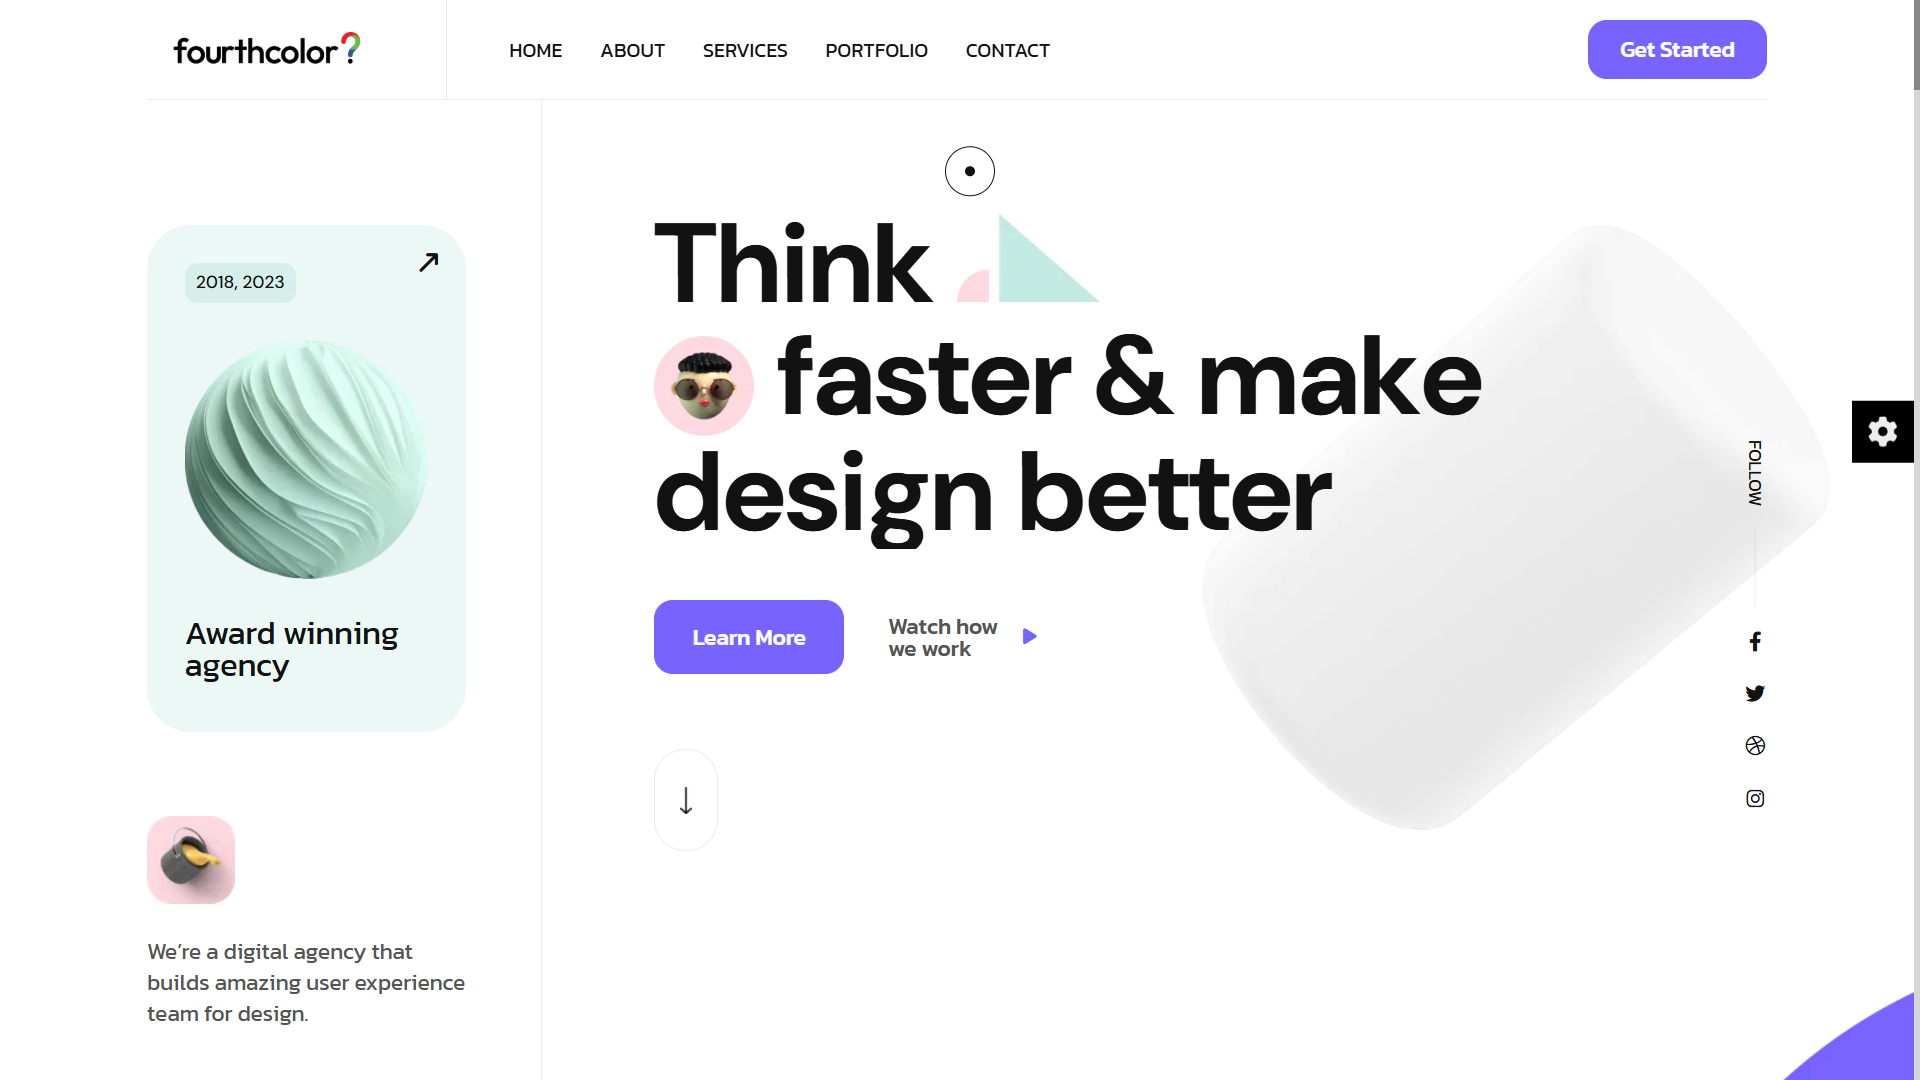 fourthcolor?
HOME
ABOUT
SERVICES
PORTFOLIO
CONTACT
Get Started
2018, 2023
Award winning
agency
We're a digital agency that
builds amazing user experience
team for design.
Think
faster & make
design better
Learn More
Watch how
we work
FOLLOW